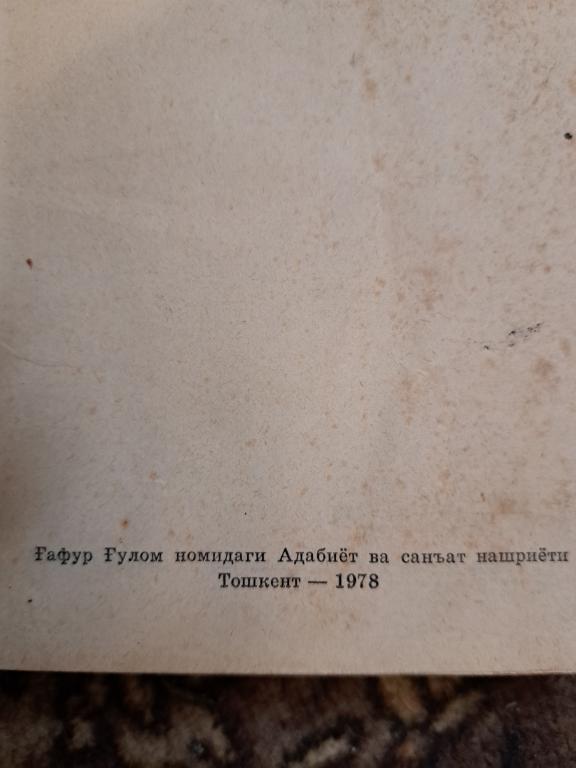 Ғафур Ғулом номидаги Адабиёт ва санъат нашриёти
Тошкент — 1978